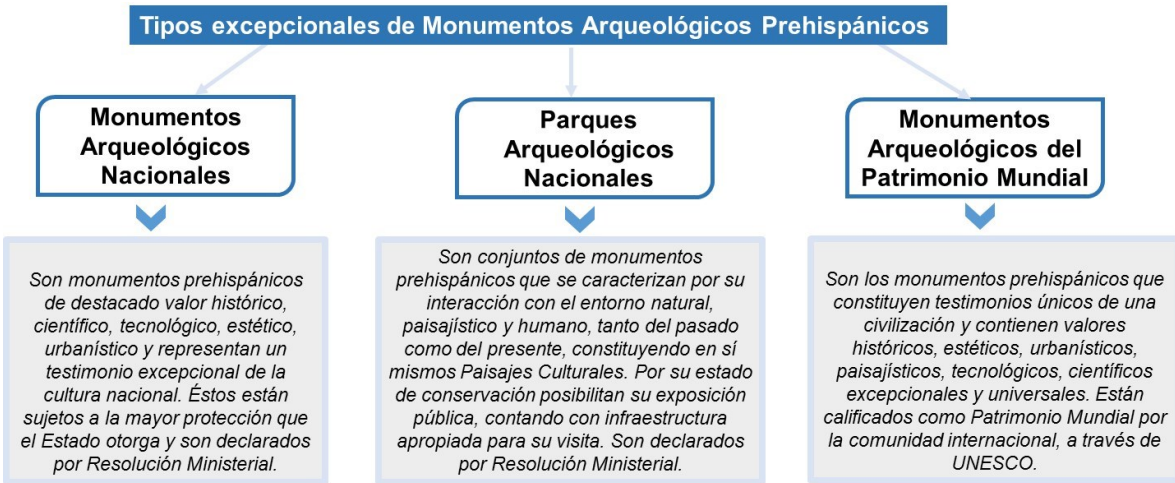 Tipos excepcionales de Monumentos Arqueológicos Prehispánicos
Monumentos
Arqueológicos
Nacionales
Son monumentos prehispánicos
de destacado valor histórico,
científico, tecnológico, estético,
urbanístico y representan un
testimonio excepcional de la
cultura nacional. Éstos están
sujetos a la mayor protección que
el Estado otorga y son declarados
por Resolución Ministerial.
Parques
Arqueológicos
Nacionales
Son conjuntos de monumentos
prehispánicos que se caracterizan por su
interacción con el entorno natural,
paisajístico y humano, tanto del pasado
como del presente, constituyendo en sí
mismos Paisajes Culturales. Por su estado
de conservación posibilitan su exposición
pública, contando con infraestructura
apropiada para su visita. Son declarados
por Resolución Ministerial.
Monumentos
Arqueológicos del
Patrimonio Mundial
Son los monumentos prehispánicos que
constituyen testimonios únicos de una
civilización y contienen valores
históricos, estéticos, urbanísticos,
paisajísticos, tecnológicos, científicos
excepcionales y universales. Están
calificados como Patrimonio Mundial por
la comunidad internacional, a través de
UNESCO.